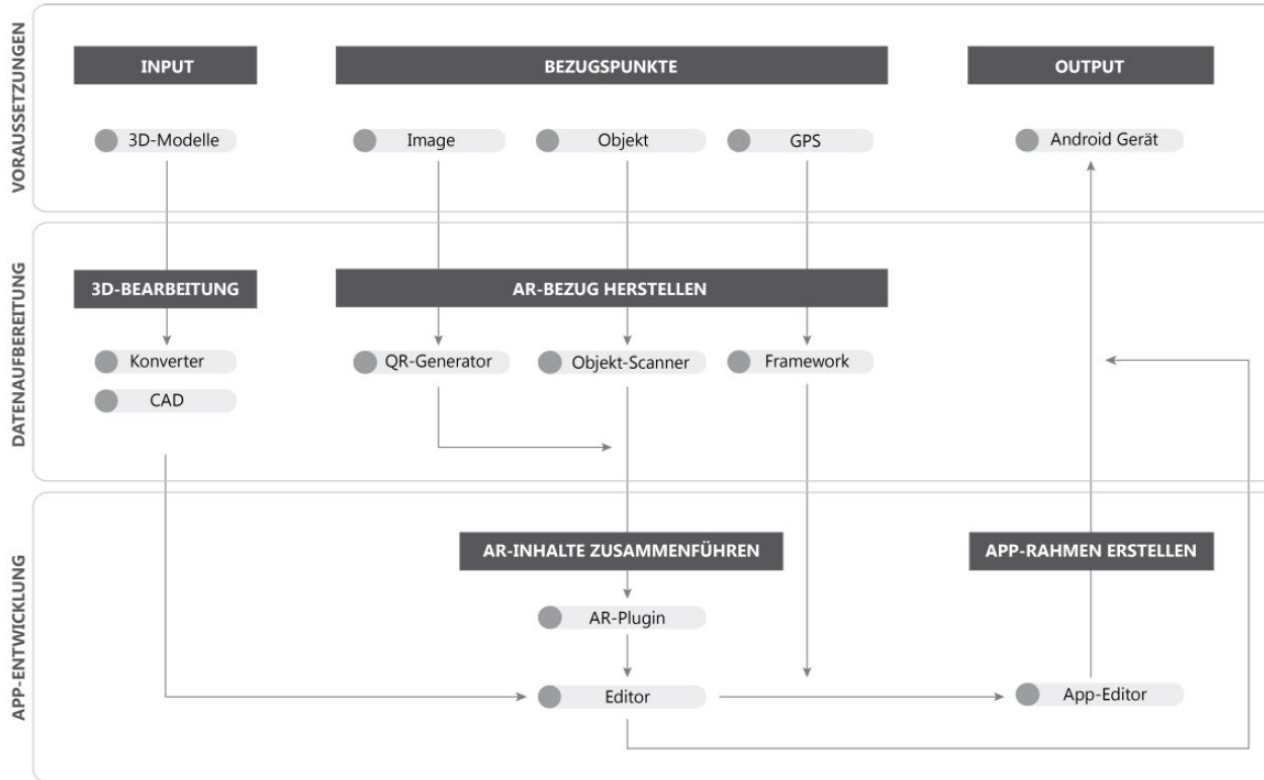 VORAUSSETZUNGEN
INPUT
BEZUGSPUNKTE
OUTPUT
3D-Modelle
Image
Objekt
GPS
Android Gerät
DATENAUFBEREITUNG
3D-BEARBEITUNG
AR-BEZUG HERSTELLEN
Konverter
QR-Generator
Objekt-Scanner
Framework
CAD
APP-ENTWICKLUNG
AR-INHALTE ZUSAMMENFÜHREN
APP-RAHMEN ERSTELLEN
AR-Plugin
Editor
App-Editor